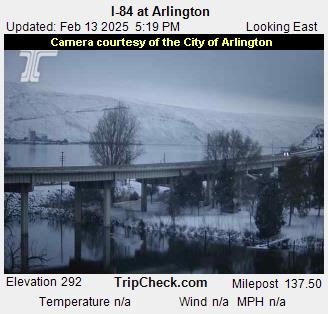 I-84 at Arlington
Updated: Feb 13 2025 5:19 PM Looking East
Camera courtesy of the City of Arlington
Elevation 292 TripCheck.com Milepost 137.50
Temperature n/a Wind n/a MPH n/a